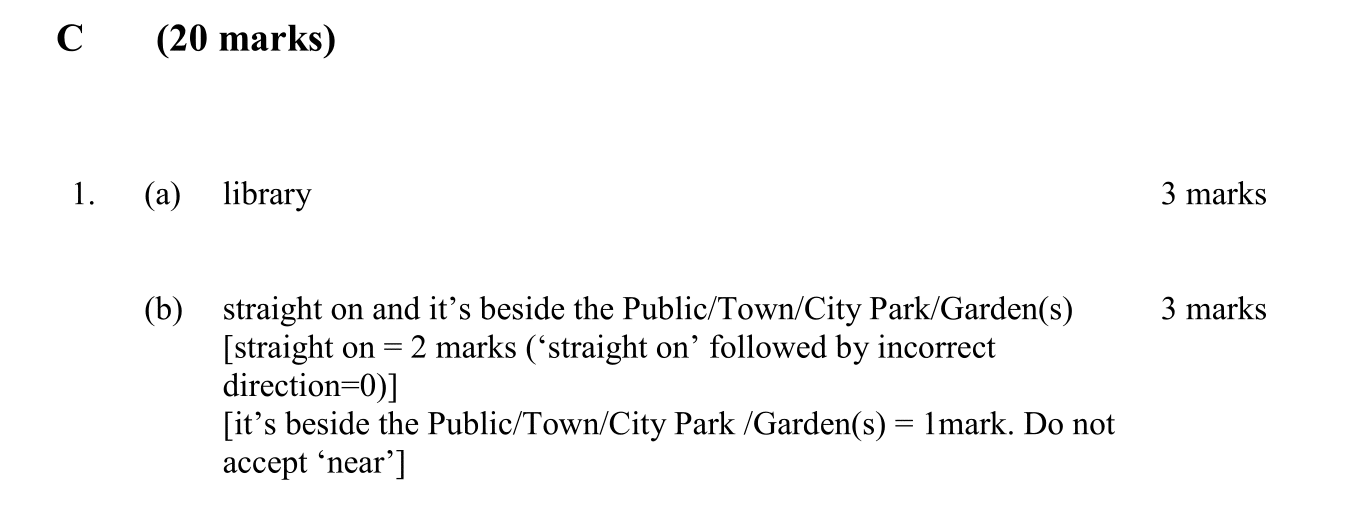 C (20 marks)
1. (a) library 3 marks
(b) straight on and it’s beside the Public/Town/City Park/Garden(s) 3 marks
[straight on = 2 marks (‘straight on’ followed by incorrect
direction=0)]
[it’s beside the Public/Town/City Park /Garden(s) = 1mark. Do not
accept ‘near’]